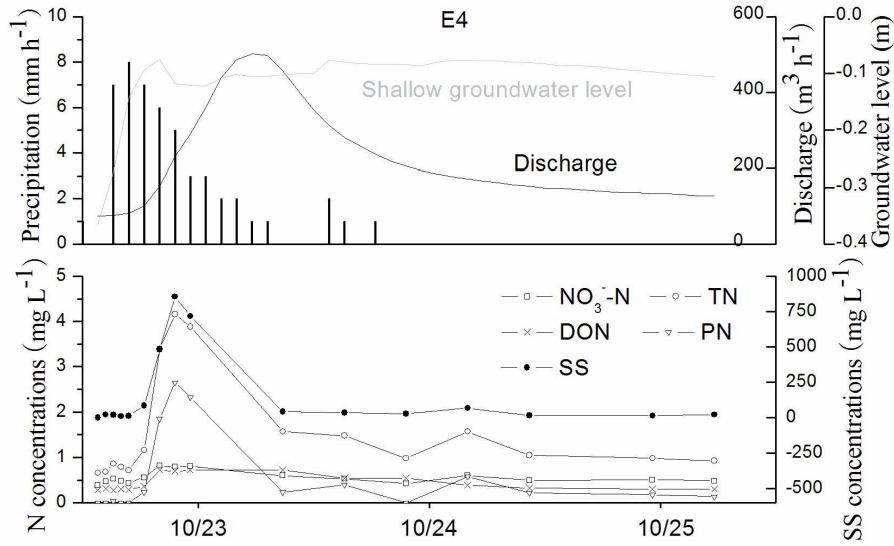 E4
Precipitation (mm h⁻¹)
10
8
6
4
2
0
Shallow groundwater level
Discharge
600
400
200
0
Discharge (m³ h⁻¹)
0.0
-0.1
-0.2
-0.3
-0.4
Groundwater level (m)
N concentrations (mg L⁻¹)
5
4
3
2
1
0
NO₃⁻-N
TN
DON
PN
SS
1000
750
500
250
0
-250
-500
SS concentrations (mg L⁻¹)
10/23
10/24
10/25